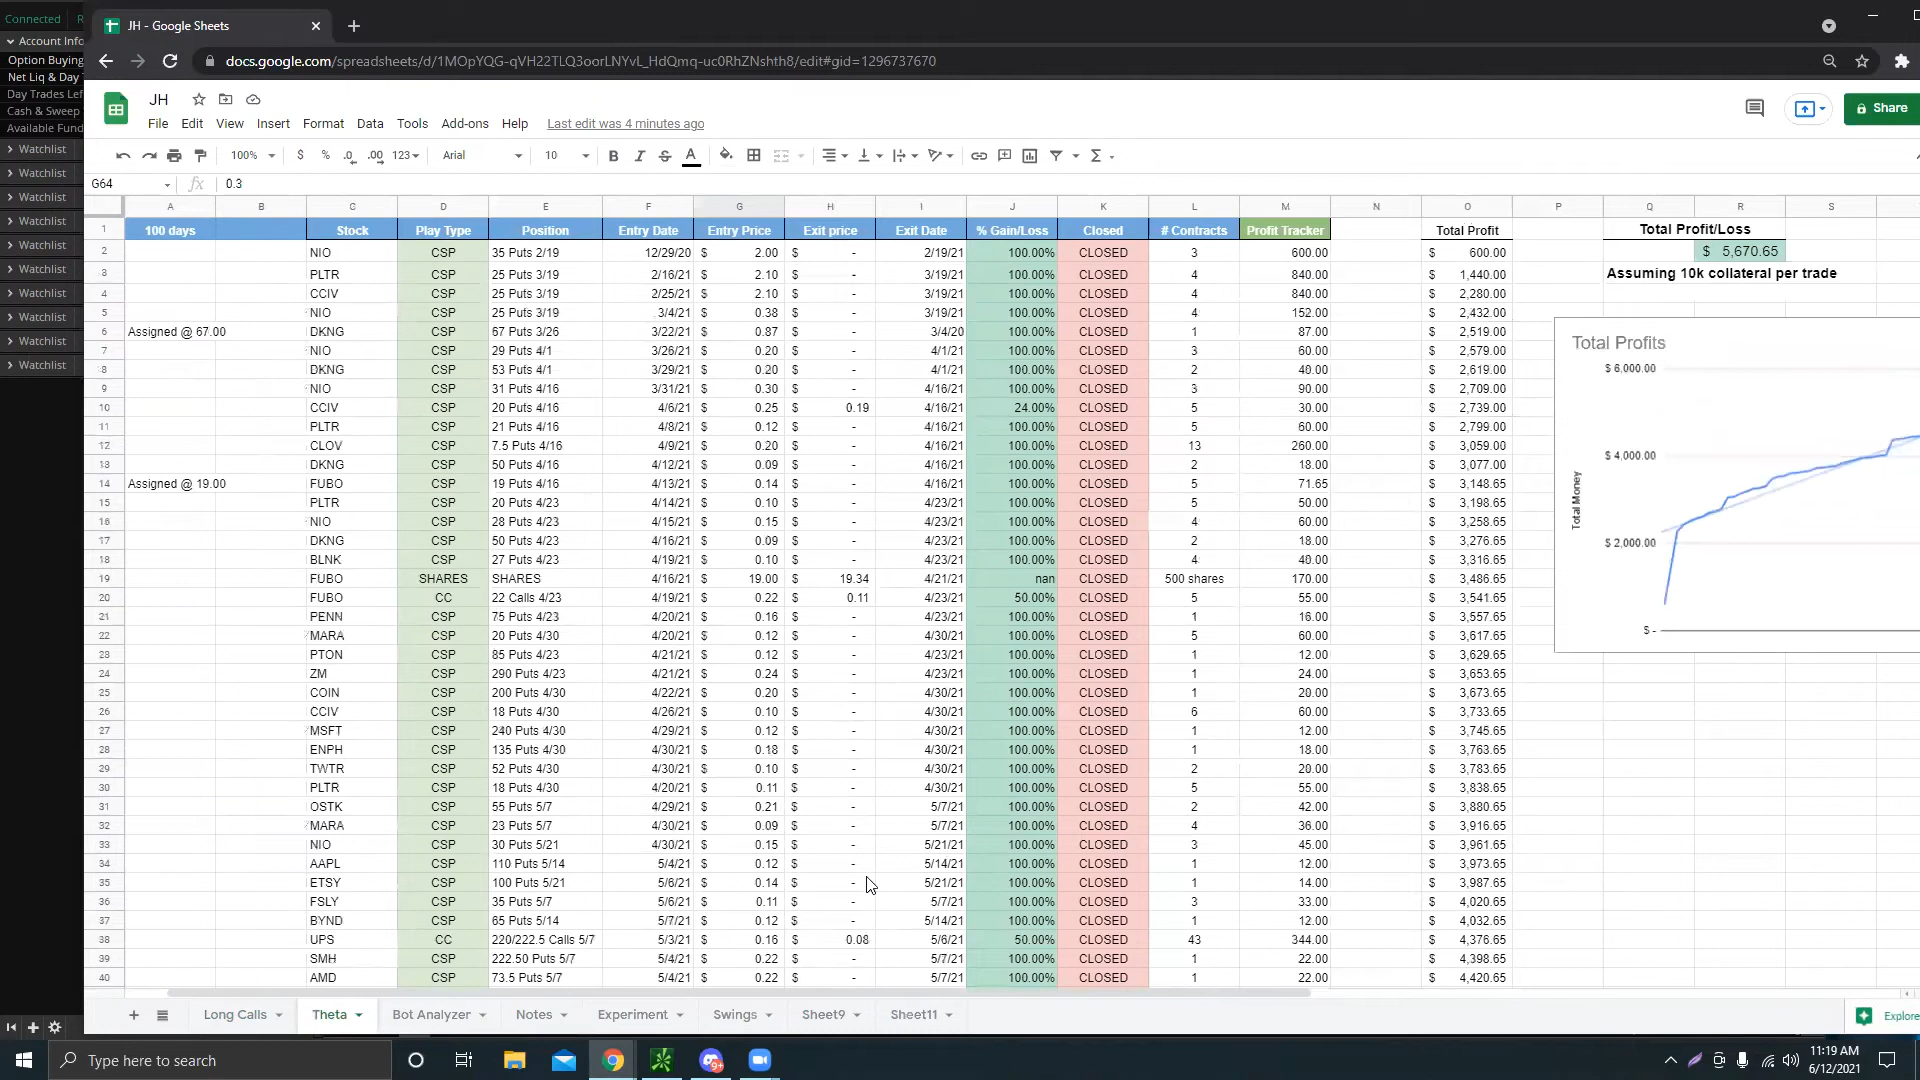 Connected
JH - Google Sheets
Account Info
docs.google.com/spreadsheets/d/1MOpYQG-qVH22TLQ3oorLNYvL_HdQmq-uc0RhZNshth8/edit#gid=1296737670
Option Buying
Net Liq & Day
Day Trades Left
Cash & Sweep
Available Fund
JH
Share
File Edit View Insert Format Data Tools Add-ons Help Last edit was 4 minutes ago
100% $ % .0 .00 123 Arial 10 B I S A
Watchlist
Watchlist
Watchlist
Watchlist
Watchlist
Watchlist
Watchlist
Watchlist
Watchlist
Watchlist
G64 fx 0.3
A B C D E F G H I J K L M N O P Q R S
1 100 days Stock Play Type Position Entry Date Entry Price Exit price Exit Date % Gain/Loss Closed # Contracts Profit Tracker Total Profit Total Profit/Loss
2 NIO CSP 35 Puts 2/19 12/29/20 $ 2.00 $ - 2/19/21 100.00% CLOSED 3 600.00 $ 600.00 $ 5,670.65
3 PLTR CSP 25 Puts 3/19 2/16/21 $ 2.10 $ - 3/19/21 100.00% CLOSED 4 840.00 $ 1,440.00 Assuming 10k collateral per trade
4 CCIV CSP 25 Puts 3/19 2/25/21 $ 2.10 $ - 3/19/21 100.00% CLOSED 4 840.00 $ 2,280.00
5 NIO CSP 25 Puts 3/19 3/4/21 $ 0.38 $ - 3/19/21 100.00% CLOSED 4 152.00 $ 2,432.00
6 Assigned @ 67.00 DKNG CSP 67 Puts 3/26 3/22/21 $ 0.87 $ - 3/4/20 100.00% CLOSED 1 87.00 $ 2,519.00
7 NIO CSP 29 Puts 4/1 3/26/21 $ 0.20 $ - 4/1/21 100.00% CLOSED 3 60.00 $ 2,579.00
8 DKNG CSP 53 Puts 4/1 3/29/21 $ 0.20 $ - 4/1/21 100.00% CLOSED 2 40.00 $ 2,619.00
9 NIO CSP 31 Puts 4/16 3/31/21 $ 0.30 $ - 4/16/21 100.00% CLOSED 3 90.00 $ 2,709.00
10 CCIV CSP 20 Puts 4/16 4/6/21 $ 0.25 $ 0.19 4/16/21 24.00% CLOSED 5 30.00 $ 2,739.00
11 PLTR CSP 21 Puts 4/16 4/8/21 $ 0.12 $ - 4/16/21 100.00% CLOSED 5 60.00 $ 2,799.00
12 CLOV CSP 7.5 Puts 4/16 4/9/21 $ 0.20 $ - 4/16/21 100.00% CLOSED 13 260.00 $ 3,059.00
13 DKNG CSP 50 Puts 4/16 4/12/21 $ 0.09 $ - 4/16/21 100.00% CLOSED 2 18.00 $ 3,077.00
14 Assigned @ 19.00 FUBO CSP 19 Puts 4/16 4/13/21 $ 0.14 $ - 4/16/21 100.00% CLOSED 5 71.65 $ 3,148.65
15 PLTR CSP 20 Puts 4/23 4/14/21 $ 0.10 $ - 4/23/21 100.00% CLOSED 5 50.00 $ 3,198.65
16 NIO CSP 28 Puts 4/23 4/15/21 $ 0.15 $ - 4/23/21 100.00% CLOSED 4 60.00 $ 3,258.65
17 DKNG CSP 50 Puts 4/23 4/16/21 $ 0.09 $ - 4/23/21 100.00% CLOSED 2 18.00 $ 3,276.65
18 BLNK CSP 27 Puts 4/23 4/19/21 $ 0.10 $ - 4/23/21 100.00% CLOSED 4 40.00 $ 3,316.65
19 FUBO SHARES SHARES 4/16/21 $ 19.00 $ 19.34 4/21/21 nan CLOSED 500 shares 170.00 $ 3,486.65
20 FUBO CC 22 Calls 4/23 4/19/21 $ 0.22 $ 0.11 4/23/21 50.00% CLOSED 5 55.00 $ 3,541.65
21 PENN CSP 75 Puts 4/23 4/20/21 $ 0.16 $ - 4/23/21 100.00% CLOSED 1 16.00 $ 3,557.65
22 MARA CSP 20 Puts 4/30 4/20/21 $ 0.12 $ - 4/30/21 100.00% CLOSED 5 60.00 $ 3,617.65
23 PTON CSP 85 Puts 4/23 4/21/21 $ 0.12 $ - 4/23/21 100.00% CLOSED 1 12.00 $ 3,629.65
24 ZM CSP 290 Puts 4/23 4/21/21 $ 0.24 $ - 4/23/21 100.00% CLOSED 1 24.00 $ 3,653.65
25 COIN CSP 200 Puts 4/30 4/22/21 $ 0.20 $ - 4/30/21 100.00% CLOSED 1 20.00 $ 3,673.65
26 CCIV CSP 18 Puts 4/30 4/26/21 $ 0.10 $ - 4/30/21 100.00% CLOSED 6 60.00 $ 3,733.65
27 MSFT CSP 240 Puts 4/30 4/29/21 $ 0.12 $ - 4/30/21 100.00% CLOSED 1 12.00 $ 3,745.65
28 ENPH CSP 135 Puts 4/30 4/30/21 $ 0.18 $ - 4/30/21 100.00% CLOSED 1 18.00 $ 3,763.65
29 TWTR CSP 52 Puts 4/30 4/30/21 $ 0.10 $ - 4/30/21 100.00% CLOSED 2 20.00 $ 3,783.65
30 PLTR CSP 18 Puts 4/30 4/20/21 $ 0.11 $ - 4/30/21 100.00% CLOSED 5 55.00 $ 3,838.65
31 OSTK CSP 55 Puts 5/7 4/29/21 $ 0.21 $ - 5/7/21 100.00% CLOSED 2 42.00 $ 3,880.65
32 MARA CSP 23 Puts 5/7 4/30/21 $ 0.09 $ - 5/7/21 100.00% CLOSED 4 36.00 $ 3,916.65
33 NIO CSP 30 Puts 5/21 4/30/21 $ 0.15 $ - 5/21/21 100.00% CLOSED 3 45.00 $ 3,961.65
34 AAPL CSP 110 Puts 5/14 5/4/21 $ 0.12 $ - 5/14/21 100.00% CLOSED 1 12.00 $ 3,973.65
35 ETSY CSP 100 Puts 5/21 5/6/21 $ 0.14 $ - 5/21/21 100.00% CLOSED 1 14.00 $ 3,987.65
36 FSLY CSP 35 Puts 5/7 5/6/21 $ 0.11 $ - 5/7/21 100.00% CLOSED 3 33.00 $ 4,020.65
37 BYND CSP 65 Puts 5/14 5/7/21 $ 0.12 $ - 5/14/21 100.00% CLOSED 1 12.00 $ 4,032.65
38 UPS CC 220/222.5 Calls 5/7 5/3/21 $ 0.16 $ 0.08 5/6/21 50.00% CLOSED 43 344.00 $ 4,376.65
39 SMH CSP 222.50 Puts 5/7 5/4/21 $ 0.22 $ - 5/7/21 100.00% CLOSED 1 22.00 $ 4,398.65
40 AMD CSP 73.5 Puts 5/7 5/4/21 $ 0.22 $ - 5/7/21 100.00% CLOSED 1 22.00 $ 4,420.65
Total Profits
$ 6,000.00
$ 4,000.00
$ 2,000.00
$ -
Total Money
Long Calls Theta Bot Analyzer Notes Experiment Swings Sheet9 Sheet11 Explore
Type here to search
11:19 AM
6/12/2021